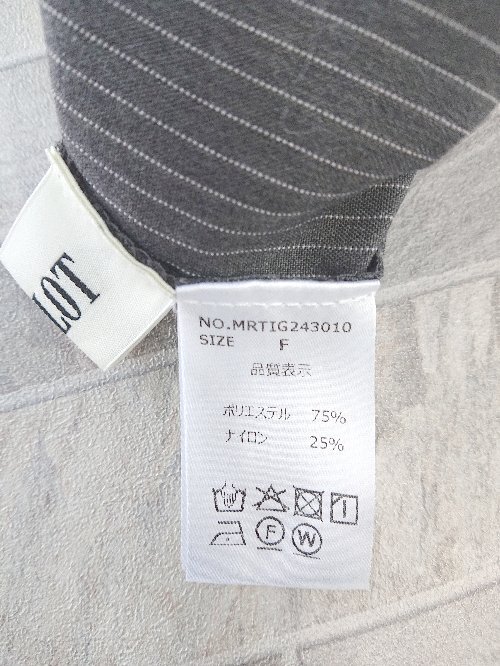 LOT
NO.MRTIG243010
SIZE F
品質表示
ポリエステル 75%
ナイロン 25%
F W